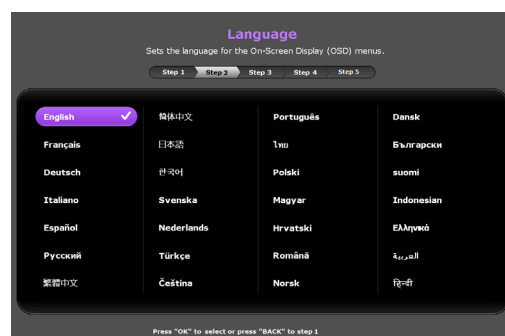 Language
Sets the language for the On-Screen Display (OSD) menus.
Step 1 Step 2 Step 3 Step 4 Step 5
English 简体中文 Português Dansk
Français 日本語 ไทย Български
Deutsch 한국어 Polski suomi
Italiano Svenska Magyar Indonesian
Español Nederlands Hrvatski Ελληνικά
Русский Türkçe Română العربية
繁體中文 Čeština Norsk हिन्दी
Press "OK" to select or press "BACK" to step 1